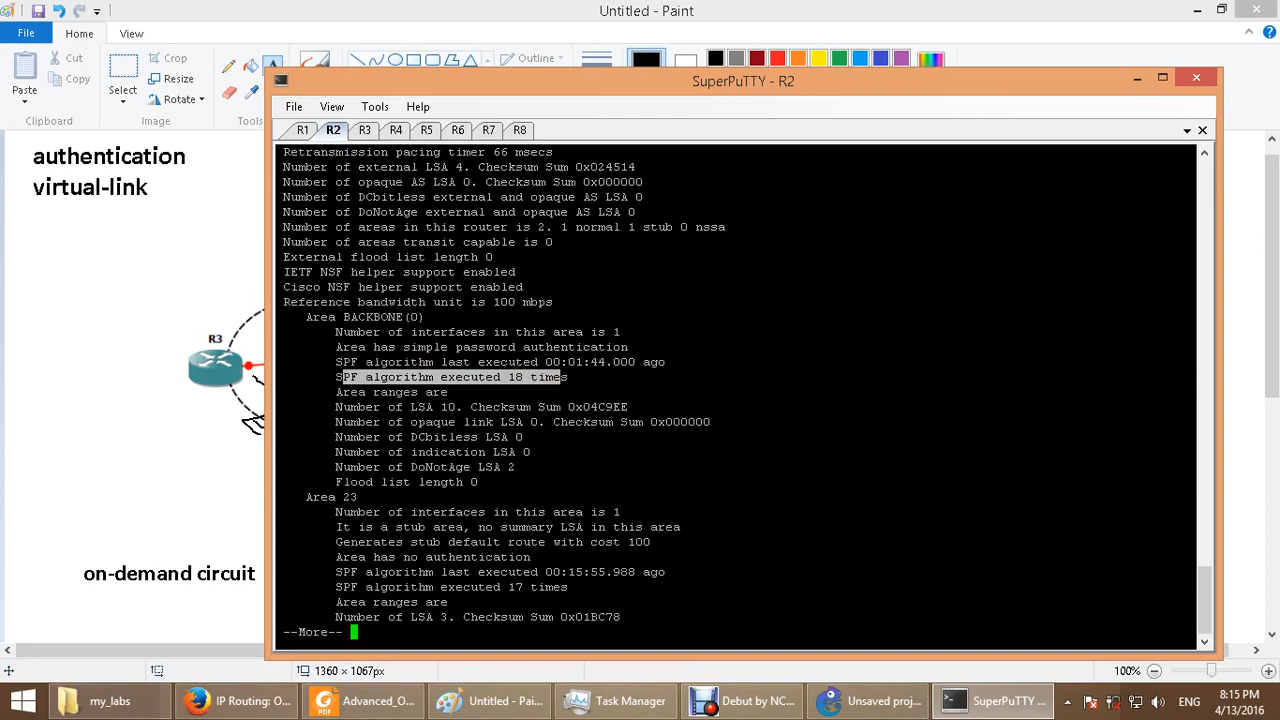 Untitled - Paint
File
Home
View
Paste
Cut
Copy
Clipboard
Select
Crop
Resize
Rotate
Image
Tools
Outline
SuperPuTTY - R2
File View Tools Help
R1 R2 R3 R4 R5 R6 R7 R8
authentication
virtual-link
R3
on-demand circuit
Retransmission pacing timer 66 msecs
Number of external LSA 4. Checksum Sum 0x024514
Number of opaque AS LSA 0. Checksum Sum 0x000000
Number of DCbitless external and opaque AS LSA 0
Number of DoNotAge external and opaque AS LSA 0
Number of areas in this router is 2. 1 normal 1 stub 0 nssa
Number of areas transit capable is 0
External flood list length 0
IETF NSF helper support enabled
Cisco NSF helper support enabled
Reference bandwidth unit is 100 mbps
Area BACKBONE(0)
Number of interfaces in this area is 1
Area has simple password authentication
SPF algorithm last executed 00:01:44.000 ago
SPF algorithm executed 18 times
Area ranges are
Number of LSA 10. Checksum Sum 0x04C9EE
Number of opaque link LSA 0. Checksum Sum 0x000000
Number of DCbitless LSA 0
Number of indication LSA 0
Number of DoNotAge LSA 2
Flood list length 0
Area 23
Number of interfaces in this area is 1
It is a stub area, no summary LSA in this area
Generates stub default route with cost 100
Area has no authentication
SPF algorithm last executed 00:15:55.988 ago
SPF algorithm executed 17 times
Area ranges are
Number of LSA 3. Checksum Sum 0x01BC78
--More--
1360 × 1067px
100%
my_labs
IP Routing: O...
Advanced_O...
Untitled - Pai...
Task Manager
Debut by NC...
Unsaved proj...
SuperPuTTY ...
ENG
8:15 PM
4/13/2016